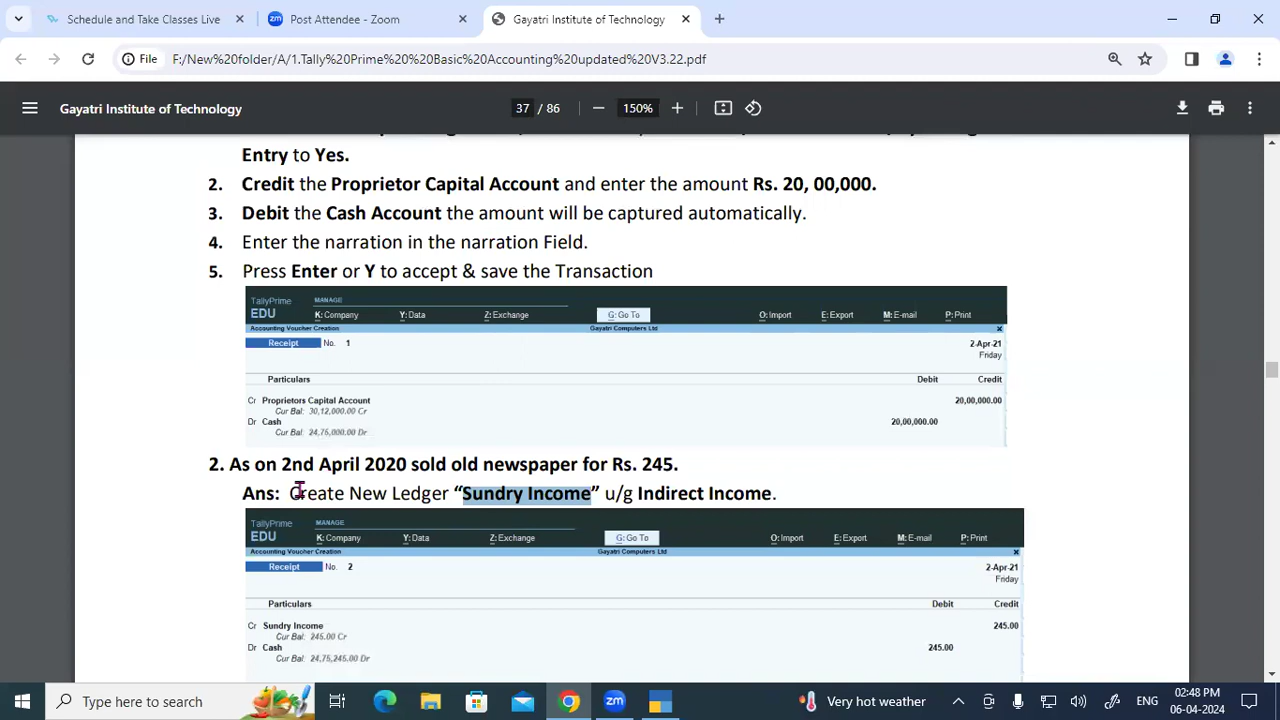 Schedule and Take Classes Live
Post Attendee - Zoom
Gayatri Institute of Technology
File F:/New%20folder/A/1.Tally%20Prime%20%20Basic%20Accounting%20updated%20V3.22.pdf
Gayatri Institute of Technology
37 / 86
150%
Entry to Yes.
2. Credit the Proprietor Capital Account and enter the amount Rs. 20, 00,000.
3. Debit the Cash Account the amount will be captured automatically.
4. Enter the narration in the narration Field.
5. Press Enter or Y to accept & save the Transaction
TallyPrime MANAGE
EDU K: Company Y: Data Z: Exchange G: Go To O: Import E: Export M: E-mail P: Print
Accounting Voucher Creation Gayatri Computers Ltd x
Receipt No. 1 2-Apr-21
Friday
Particulars Debit Credit
Cr Proprietors Capital Account 20,00,000.00
Cur Bal: 30,12,000.00 Cr
Dr Cash 20,00,000.00
Cur Bal: 24,75,000.00 Dr
2. As on 2nd April 2020 sold old newspaper for Rs. 245.
Ans: Create New Ledger “Sundry Income” u/g Indirect Income.
TallyPrime MANAGE
EDU K: Company Y: Data Z: Exchange G: Go To O: Import E: Export M: E-mail P: Print
Accounting Voucher Creation Gayatri Computers Ltd x
Receipt No. 2 2-Apr-21
Friday
Particulars Debit Credit
Cr Sundry Income 245.00
Cur Bal: 245.00 Cr
Dr Cash 245.00
Cur Bal: 24,75,245.00 Dr
Type here to search
Very hot weather
ENG
02:48 PM
06-04-2024